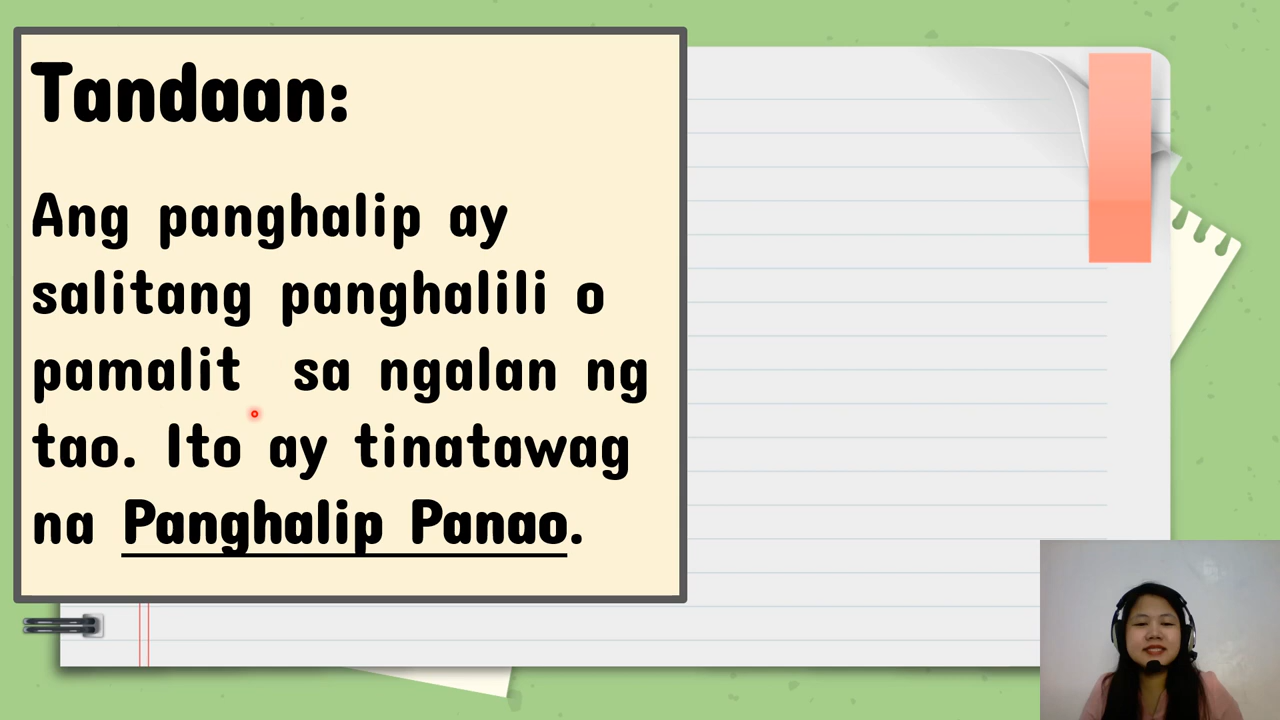 Tandaan:
Ang panghalip ay
salitang panghalili o
pamalit sa ngalan ng
tao. Ito ay tinatawag
na Panghalip Panao.